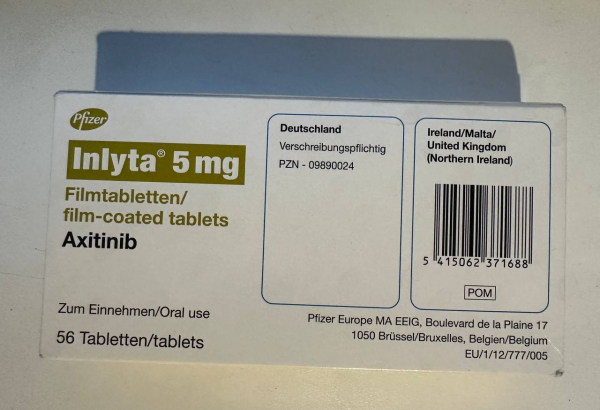 Pfizer
Inlyta® 5 mg
Filmtabletten/
film-coated tablets
Axitinib
Zum Einnehmen/Oral use
56 Tabletten/tablets
Deutschland
Verschreibungspflichtig
PZN - 09890024
Ireland/Malta/
United Kingdom
(Northern Ireland)
5 415062 371688
POM
Pfizer Europe MA EEIG, Boulevard de la Plaine 17
1050 Brüssel/Bruxelles, Belgien/Belgium
EU/1/12/777/005